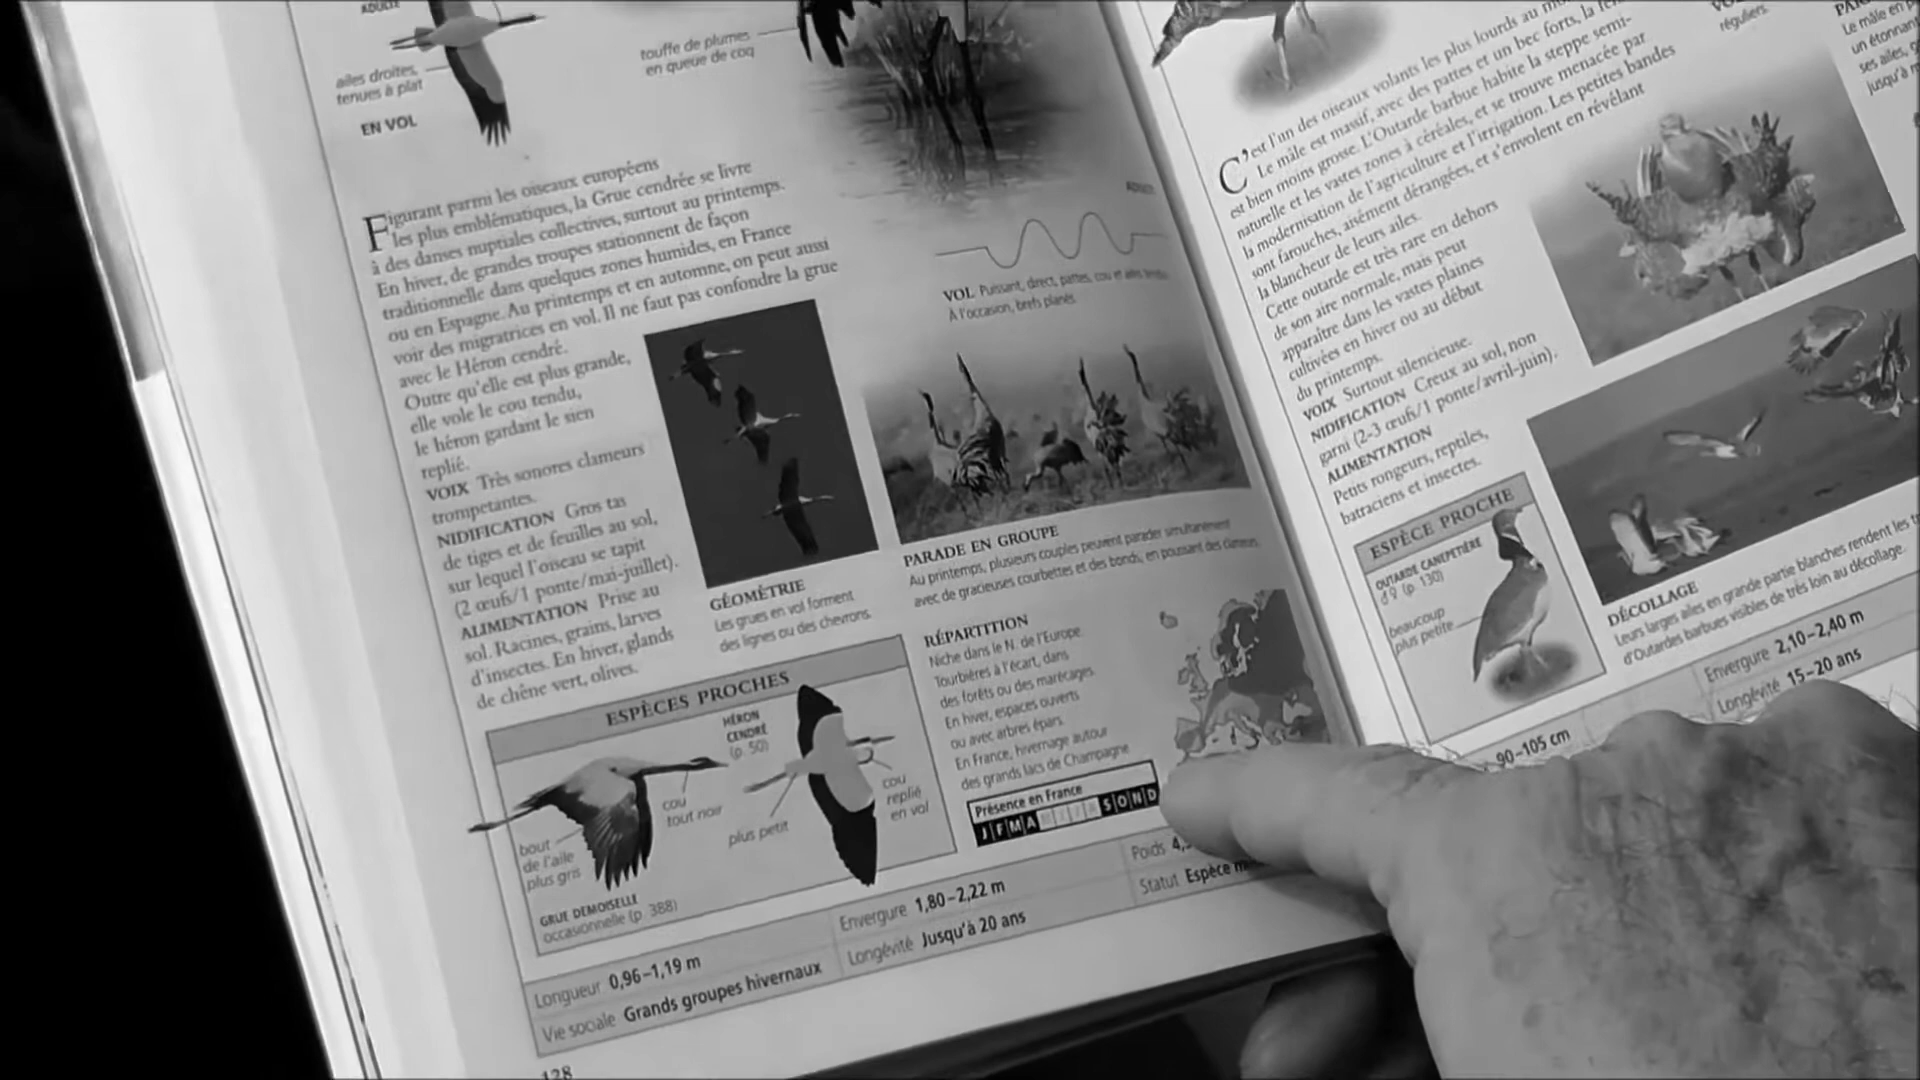 ADULTE
ailes droites,
tenues à plat
EN VOL
touffe de plumes
en queue de coq
Figurant parmi les oiseaux européens
les plus emblématiques, la Grue cendrée se livre
à des danses nuptiales collectives, surtout au printemps.
En hiver, de grandes troupes stationnent de façon
traditionnelle dans quelques zones humides, en France
ou en Espagne. Au printemps et en automne, on peut aussi
voir des migratrices en vol. Il ne faut pas confondre la grue
avec le Héron cendré.
Outre qu'elle est plus grande,
elle vole le cou tendu,
le héron gardant le sien
replié.
VOIX Très sonores clameurs
trompetantes.
NIDIFICATION Gros tas
de tiges et de feuilles au sol,
sur lequel l'oiseau se tapit
(2 œufs/1 ponte/mai-juillet).
ALIMENTATION Prise au
sol. Racines, grains, larves
d'insectes. En hiver, glands
de chêne vert, olives.
GÉOMÉTRIE
Les grues en vol forment
des lignes ou des chevrons.
ADULTE
VOL Puissant, direct, pattes, cou et ailes tendus.
À l'occasion, brefs planés.
PARADE EN GROUPE
Au printemps, plusieurs couples peuvent parader simultanément
avec de gracieuses courbettes et des bonds, en poussant des clameurs.
RÉPARTITION
Niche dans le N. de l'Europe.
Tourbières à l'écart, dans
des forêts ou des marécages.
En hiver, espaces ouverts
ou avec arbres épars.
En France, hivernage autour
des grands lacs de Champagne
Présence en France
J F M A M J J A S O N D
ESPÈCES PROCHES
HÉRON
CENDRÉ
(p. 50)
cou
tout noir
bout
de l'aile
plus gris
GRUE DEMOISELLE
occasionnelle (p. 388)
plus petit
cou
replié
en vol
Longueur 0,96–1,19 m
Envergure 1,80–2,22 m
Poids 4,
Vie sociale Grands groupes hivernaux
Longévité Jusqu'à 20 ans
Statut Espèce
128
C'est l'un des oiseaux volants les plus lourds au
Le mâle est massif, avec des pattes et un bec forts, la
est bien moins grosse. L'Outarde barbue habite la steppe semi-
naturelle et les vastes zones à céréales, et se trouve menacée par
la modernisation de l'agriculture et l'irrigation. Les petites bandes
sont farouches, aisément dérangées, et s'envolent en révélant
la blancheur de leurs ailes.
Cette outarde est très rare en dehors
de son aire normale, mais peut
apparaître dans les vastes plaines
cultivées en hiver ou au début
du printemps.
VOIX Surtout silencieuse.
NIDIFICATION Creux au sol, non
garni (2-3 œufs/1 ponte/avril-juin).
ALIMENTATION
Petits rongeurs, reptiles,
batraciens et insectes.
ESPÈCE PROCHE
OUTARDE CANEPETIÈRE
♂♀ (p. 130)
beaucoup
plus petite
réguliers.
Le mâle en
un étonnant
ses ailes,
jusqu'à
DÉCOLLAGE
Leurs larges ailes en grande partie blanches rendent les
d'Outardes barbues visibles de très loin au décollage.
90–105 cm
Envergure 2,10–2,40 m
Longévité 15–20 ans